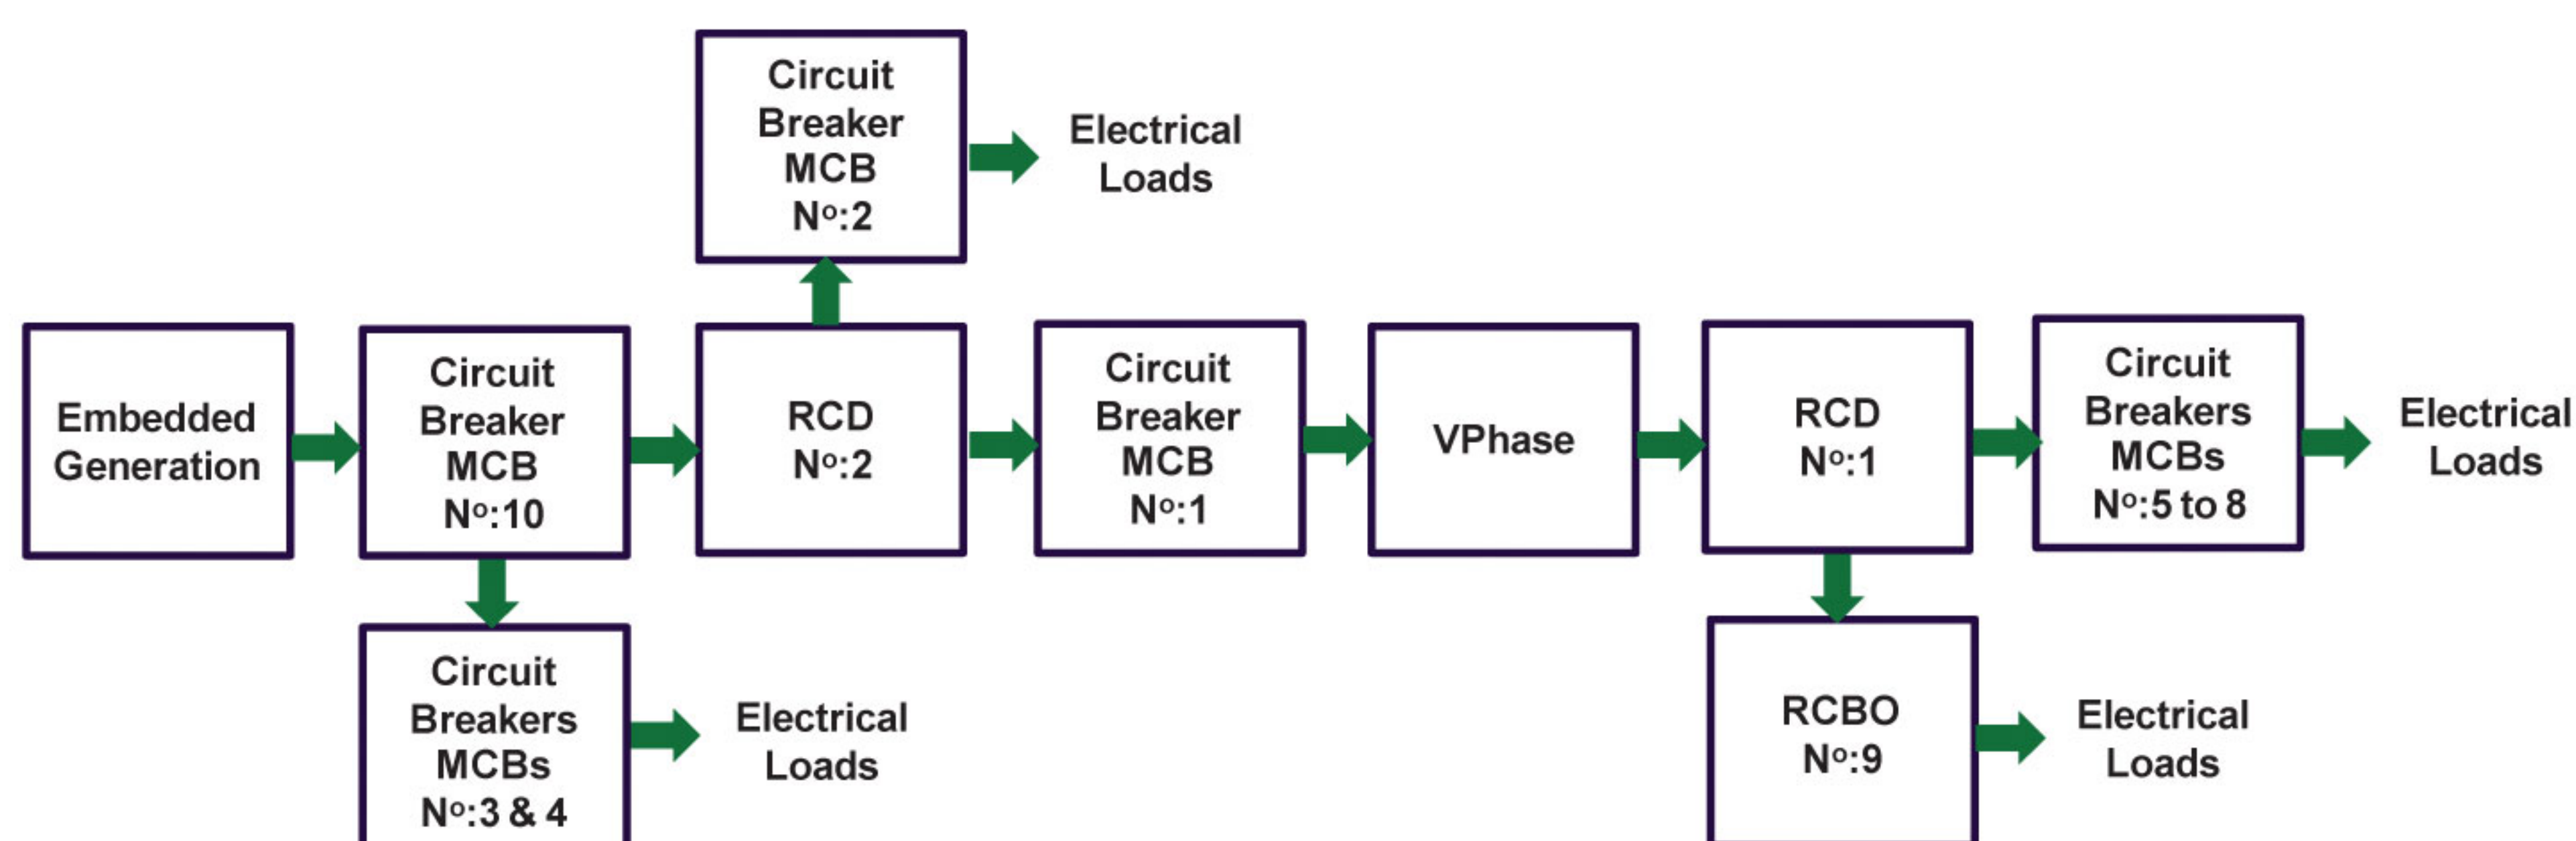 Circuit
Breaker
MCB
Nº:2
Electrical
Loads
Embedded
Generation
Circuit
Breaker
MCB
Nº:10
RCD
Nº:2
Circuit
Breaker
MCB
Nº:1
VPhase
RCD
Nº:1
Circuit
Breakers
MCBs
Nº:5 to 8
Electrical
Loads
Circuit
Breakers
MCBs
Nº:3 & 4
Electrical
Loads
RCBO
Nº:9
Electrical
Loads